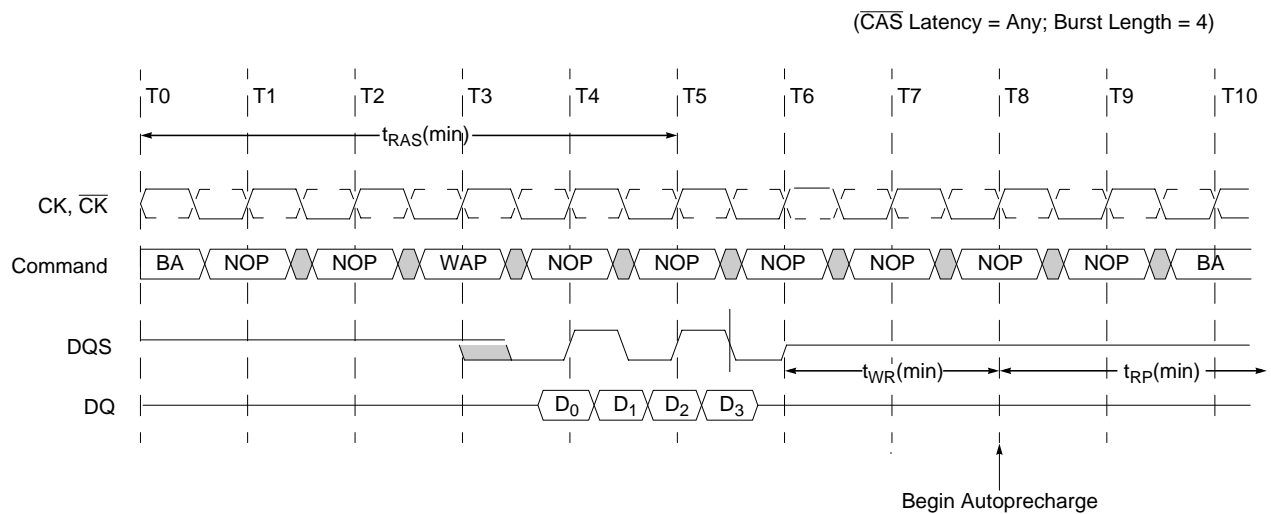 (C̅A̅S̅ Latency = Any; Burst Length = 4)
T0 T1 T2 T3 T4 T5 T6 T7 T8 T9 T10
tRAS(min)
CK, C̅K̅
Command BA NOP NOP WAP NOP NOP NOP NOP NOP NOP BA
DQS
tWR(min) tRP(min)
DQ D0 D1 D2 D3
Begin Autoprecharge